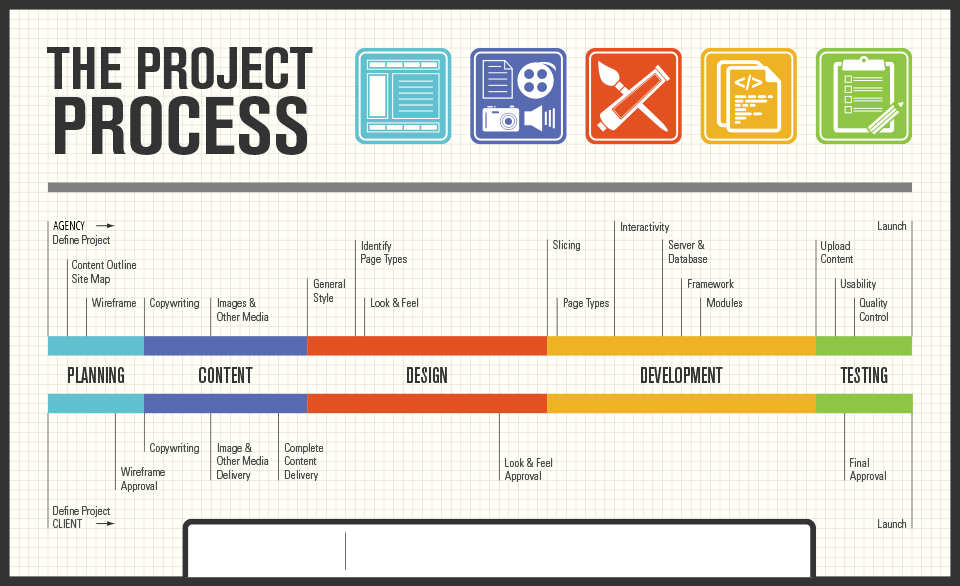 THE PROJECT
PROCESS
</>
AGENCY
Define Project
Content Outline
Site Map
Wireframe
Copywriting
Images &
Other Media
General
Style
Identify
Page Types
Look & Feel
Slicing
Page Types
Interactivity
Server &
Database
Framework
Modules
Upload
Content
Usability
Quality
Control
Launch
PLANNING
CONTENT
DESIGN
DEVELOPMENT
TESTING
Define Project
CLIENT
Wireframe
Approval
Copywriting
Image &
Other Media
Delivery
Complete
Content
Delivery
Look & Feel
Approval
Final
Approval
Launch